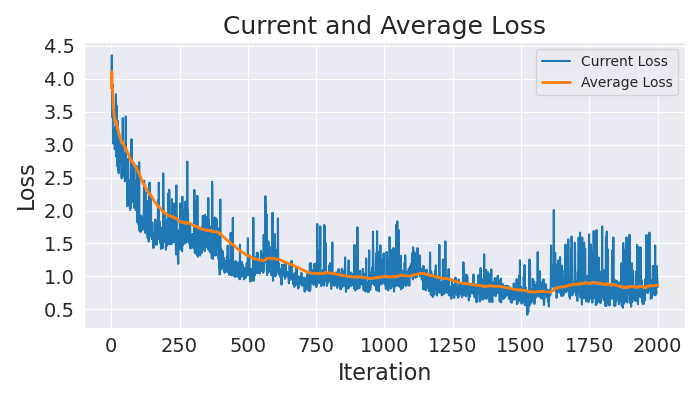 Current and Average Loss
4.5
4.0
3.5
3.0
2.5
2.0
1.5
1.0
0.5
Loss
Current Loss
Average Loss
0 250 500 750 1000 1250 1500 1750 2000
Iteration